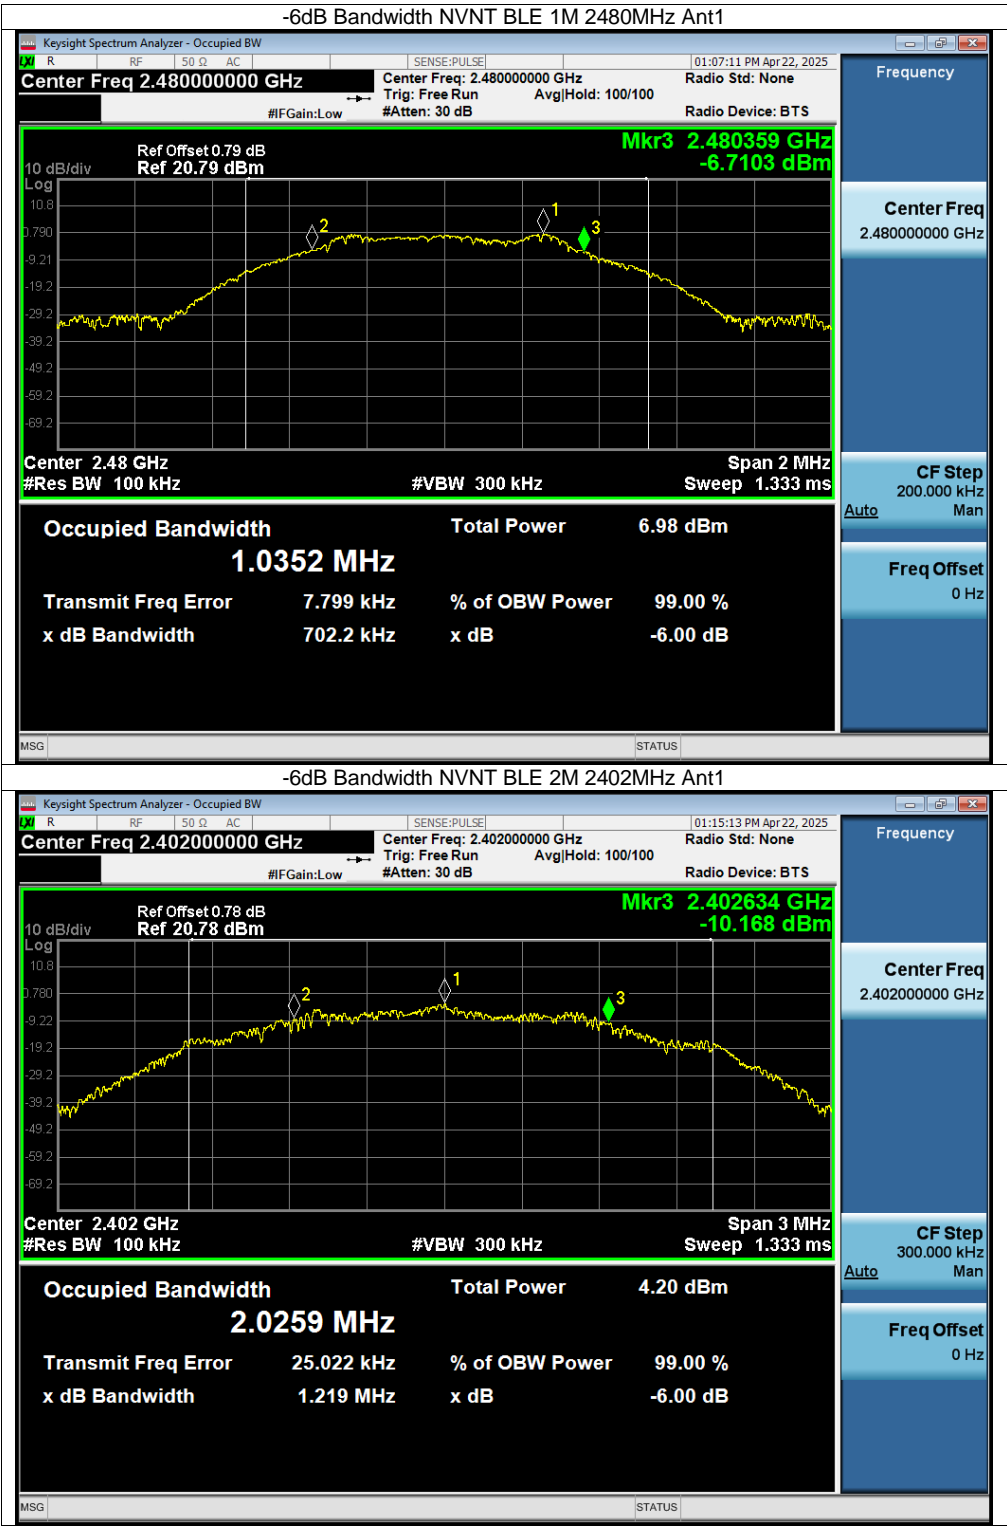 -6dB Bandwidth NVNT BLE 1M 2480MHz Ant1
Keysight Spectrum Analyzer - Occupied BW
LXI R RF 50 Ω AC SENSE:PULSE 01:07:11 PM Apr 22, 2025
Center Freq 2.480000000 GHz
Center Freq: 2.480000000 GHz Radio Std: None
Trig: Free Run Avg|Hold: 100/100
#IFGain:Low #Atten: 30 dB Radio Device: BTS
Mkr3 2.480359 GHz
-6.7103 dBm
Ref Offset 0.79 dB
10 dB/div Ref 20.79 dBm
Log
10.8
0.790
-9.21
-19.2
-29.2
-39.2
-49.2
-59.2
-69.2
1
2
3
Center 2.48 GHz Span 2 MHz
#Res BW 100 kHz #VBW 300 kHz Sweep 1.333 ms
Occupied Bandwidth Total Power 6.98 dBm
1.0352 MHz
Transmit Freq Error 7.799 kHz % of OBW Power 99.00 %
x dB Bandwidth 702.2 kHz x dB -6.00 dB
MSG STATUS
Frequency
Center Freq
2.480000000 GHz
CF Step
200.000 kHz
Auto Man
Freq Offset
0 Hz
-6dB Bandwidth NVNT BLE 2M 2402MHz Ant1
Keysight Spectrum Analyzer - Occupied BW
LXI R RF 50 Ω AC SENSE:PULSE 01:15:13 PM Apr 22, 2025
Center Freq 2.402000000 GHz
Center Freq: 2.402000000 GHz Radio Std: None
Trig: Free Run Avg|Hold: 100/100
#IFGain:Low #Atten: 30 dB Radio Device: BTS
Mkr3 2.402634 GHz
-10.168 dBm
Ref Offset 0.78 dB
10 dB/div Ref 20.78 dBm
Log
10.8
0.780
-9.22
-19.2
-29.2
-39.2
-49.2
-59.2
-69.2
1
2
3
Center 2.402 GHz Span 3 MHz
#Res BW 100 kHz #VBW 300 kHz Sweep 1.333 ms
Occupied Bandwidth Total Power 4.20 dBm
2.0259 MHz
Transmit Freq Error 25.022 kHz % of OBW Power 99.00 %
x dB Bandwidth 1.219 MHz x dB -6.00 dB
MSG STATUS
Frequency
Center Freq
2.402000000 GHz
CF Step
300.000 kHz
Auto Man
Freq Offset
0 Hz